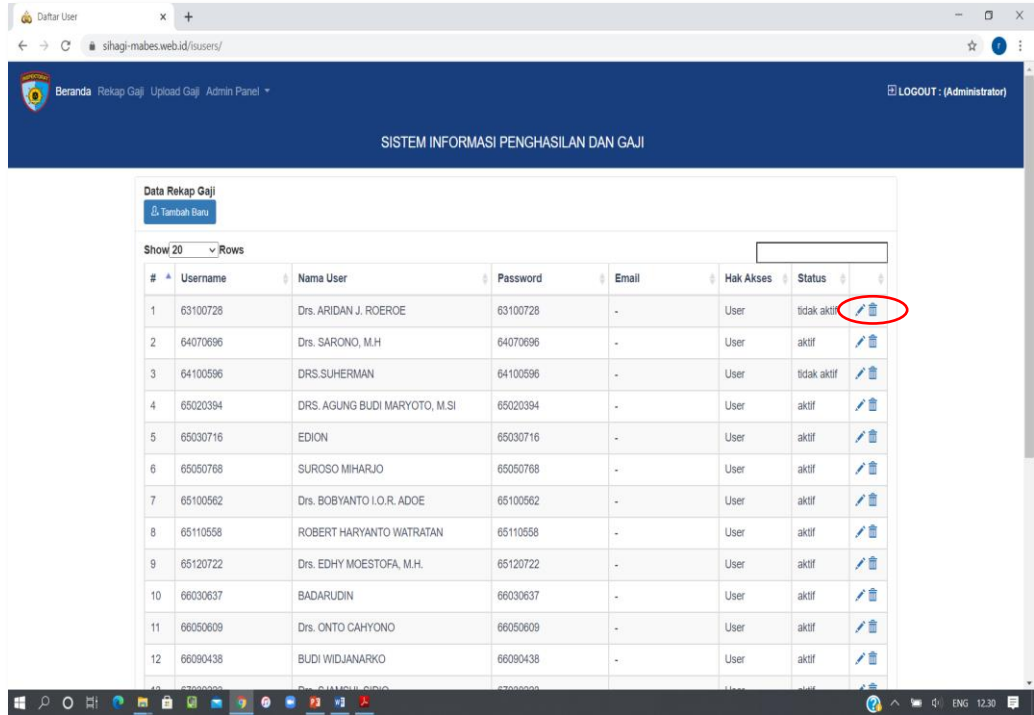 Daftar User
sihagi-mabes.web.id/isusers/
Beranda Rekap Gaji Upload Gaji Admin Panel LOGOUT : (Administrator)
SISTEM INFORMASI PENGHASILAN DAN GAJI
Data Rekap Gaji
Tambah Baru
Show 20 Rows
# Username Nama User Password Email Hak Akses Status
1 63100728 Drs. ARIDAN J. ROEROE 63100728 - User tidak aktif
2 64070696 Drs. SARONO, M.H 64070696 - User aktif
3 64100596 DRS.SUHERMAN 64100596 - User tidak aktif
4 65020394 DRS. AGUNG BUDI MARYOTO, M.SI 65020394 - User aktif
5 65030716 EDION 65030716 - User aktif
6 65050768 SUROSO MIHARJO 65050768 - User aktif
7 65100562 Drs. BOBYANTO I.O.R. ADOE 65100562 - User aktif
8 65110558 ROBERT HARYANTO WATRATAN 65110558 - User aktif
9 65120722 Drs. EDHY MOESTOFA, M.H. 65120722 - User aktif
10 66030637 BADARUDIN 66030637 - User aktif
11 66050609 Drs. ONTO CAHYONO 66050609 - User aktif
12 66090438 BUDI WIDJANARKO 66090438 - User aktif
ENG 12.30